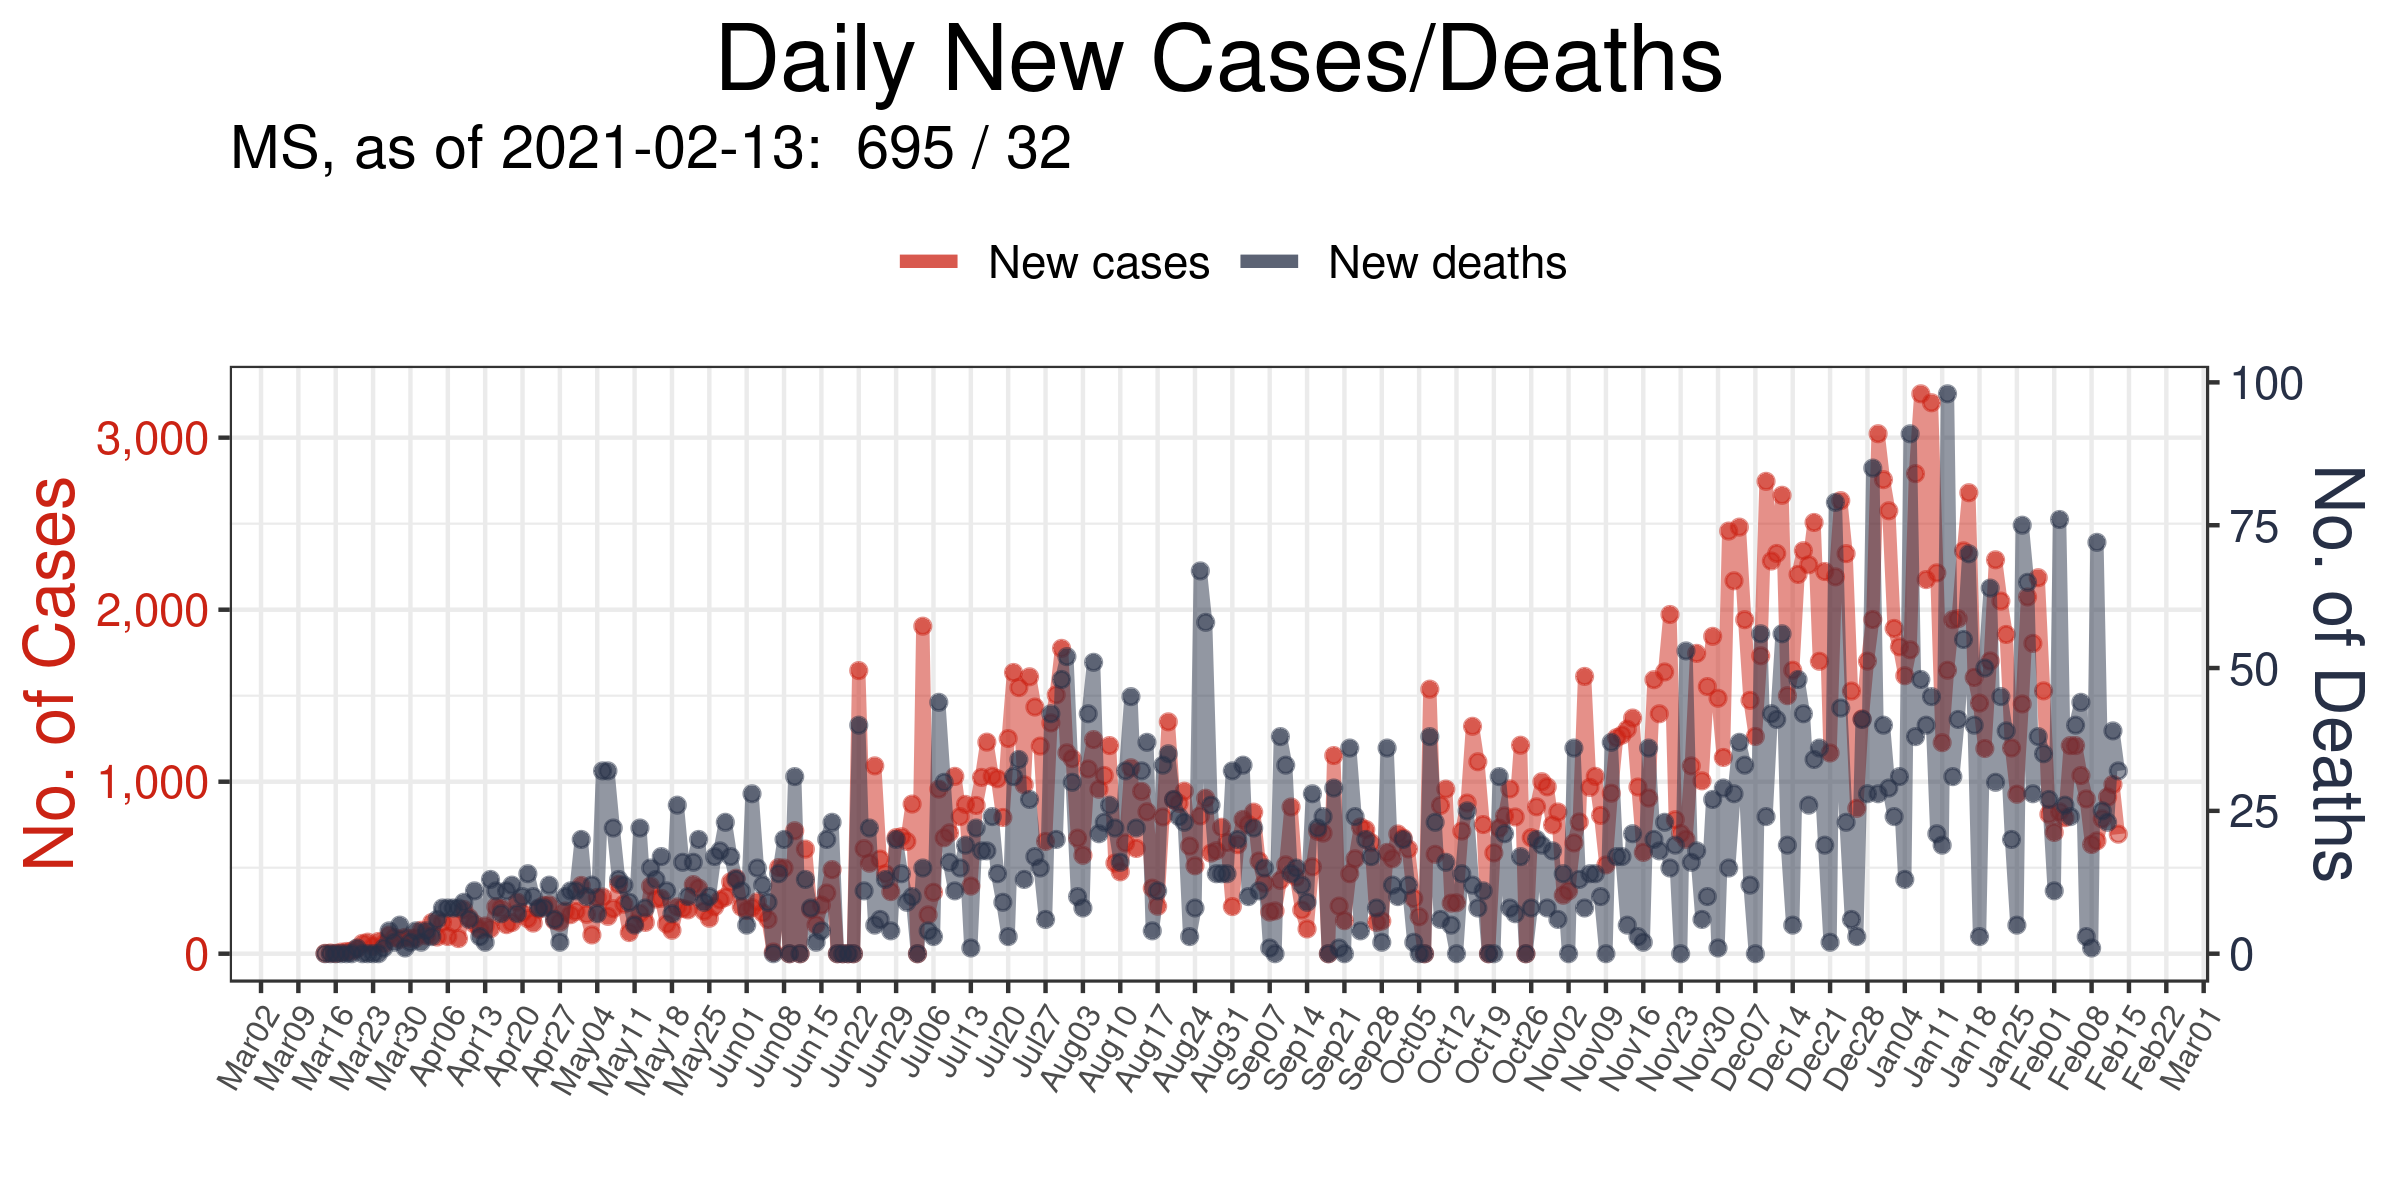 Daily New Cases/Deaths
MS, as of 2021-02-13:  695 / 32
New cases
New deaths
No. of Cases
3,000
2,000
1,000
0
100
75
50
25
0
No. of Deaths
Mar02
Mar09
Mar16
Mar23
Mar30
Apr06
Apr13
Apr20
Apr27
May04
May11
May18
May25
Jun01
Jun08
Jun15
Jun22
Jun29
Jul06
Jul13
Jul20
Jul27
Aug03
Aug10
Aug17
Aug24
Aug31
Sep07
Sep14
Sep21
Sep28
Oct05
Oct12
Oct19
Oct26
Nov02
Nov09
Nov16
Nov23
Nov30
Dec07
Dec14
Dec21
Dec28
Jan04
Jan11
Jan18
Jan25
Feb01
Feb08
Feb15
Feb22
Mar01